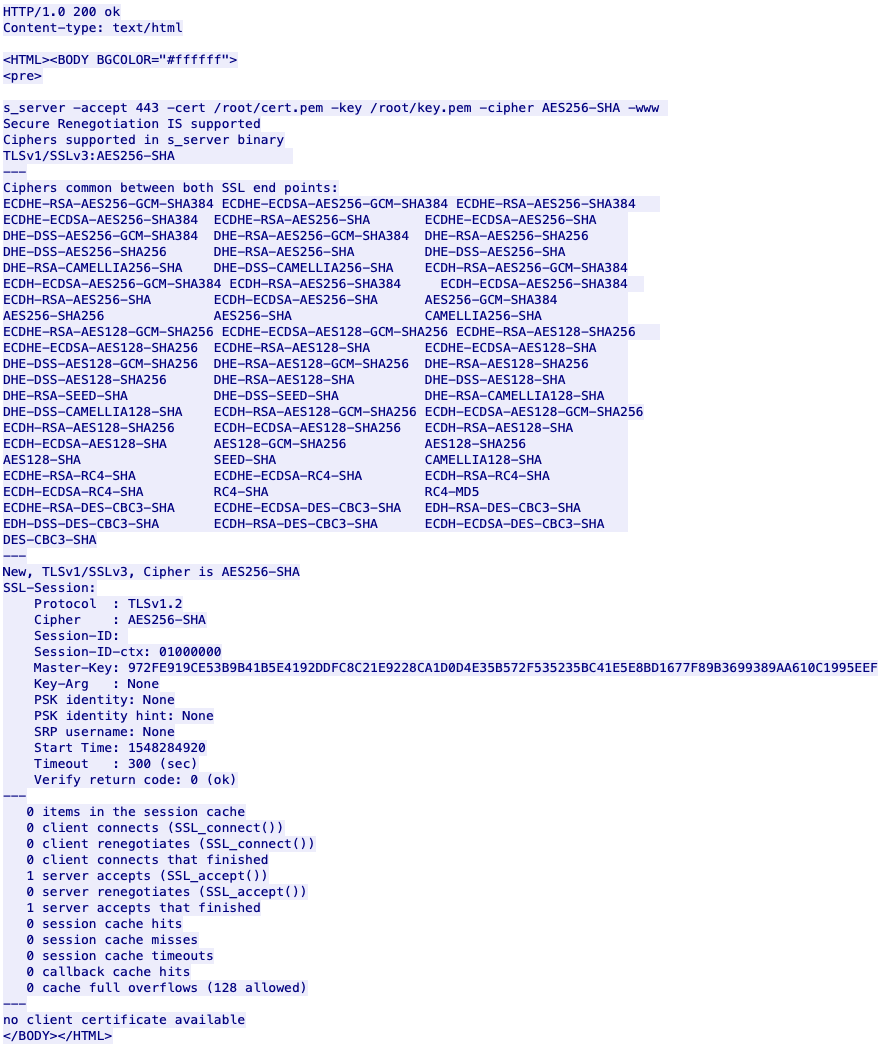 HTTP/1.0 200 ok
Content-type: text/html

<HTML><BODY BGCOLOR="#ffffff">
<pre>

s_server -accept 443 -cert /root/cert.pem -key /root/key.pem -cipher AES256-SHA -www
Secure Renegotiation IS supported
Ciphers supported in s_server binary
TLSv1/SSLv3:AES256-SHA
---
Ciphers common between both SSL end points:
ECDHE-RSA-AES256-GCM-SHA384 ECDHE-ECDSA-AES256-GCM-SHA384 ECDHE-RSA-AES256-SHA384
ECDHE-ECDSA-AES256-SHA384  ECDHE-RSA-AES256-SHA       ECDHE-ECDSA-AES256-SHA
DHE-DSS-AES256-GCM-SHA384  DHE-RSA-AES256-GCM-SHA384  DHE-RSA-AES256-SHA256
DHE-DSS-AES256-SHA256      DHE-RSA-AES256-SHA         DHE-DSS-AES256-SHA
DHE-RSA-CAMELLIA256-SHA    DHE-DSS-CAMELLIA256-SHA    ECDH-RSA-AES256-GCM-SHA384
ECDH-ECDSA-AES256-GCM-SHA384 ECDH-RSA-AES256-SHA384     ECDH-ECDSA-AES256-SHA384
ECDH-RSA-AES256-SHA        ECDH-ECDSA-AES256-SHA      AES256-GCM-SHA384
AES256-SHA256              AES256-SHA                 CAMELLIA256-SHA
ECDHE-RSA-AES128-GCM-SHA256 ECDHE-ECDSA-AES128-GCM-SHA256 ECDHE-RSA-AES128-SHA256
ECDHE-ECDSA-AES128-SHA256  ECDHE-RSA-AES128-SHA       ECDHE-ECDSA-AES128-SHA
DHE-DSS-AES128-GCM-SHA256  DHE-RSA-AES128-GCM-SHA256  DHE-RSA-AES128-SHA256
DHE-DSS-AES128-SHA256      DHE-RSA-AES128-SHA         DHE-DSS-AES128-SHA
DHE-RSA-SEED-SHA           DHE-DSS-SEED-SHA           DHE-RSA-CAMELLIA128-SHA
DHE-DSS-CAMELLIA128-SHA    ECDH-RSA-AES128-GCM-SHA256 ECDH-ECDSA-AES128-GCM-SHA256
ECDH-RSA-AES128-SHA256     ECDH-ECDSA-AES128-SHA256   ECDH-RSA-AES128-SHA
ECDH-ECDSA-AES128-SHA      AES128-GCM-SHA256          AES128-SHA256
AES128-SHA                 SEED-SHA                   CAMELLIA128-SHA
ECDHE-RSA-RC4-SHA          ECDHE-ECDSA-RC4-SHA        ECDH-RSA-RC4-SHA
ECDH-ECDSA-RC4-SHA         RC4-SHA                    RC4-MD5
ECDHE-RSA-DES-CBC3-SHA     ECDHE-ECDSA-DES-CBC3-SHA   EDH-RSA-DES-CBC3-SHA
EDH-DSS-DES-CBC3-SHA       ECDH-RSA-DES-CBC3-SHA      ECDH-ECDSA-DES-CBC3-SHA
DES-CBC3-SHA
---
New, TLSv1/SSLv3, Cipher is AES256-SHA
SSL-Session:
    Protocol  : TLSv1.2
    Cipher    : AES256-SHA
    Session-ID:
    Session-ID-ctx: 01000000
    Master-Key: 972FE919CE53B9B41B5E4192DDFC8C21E9228CA1D0D4E35B572F535235BC41E5E8BD1677F89B3699389AA610C1995EEF
    Key-Arg   : None
    PSK identity: None
    PSK identity hint: None
    SRP username: None
    Start Time: 1548284920
    Timeout   : 300 (sec)
    Verify return code: 0 (ok)
---
   0 items in the session cache
   0 client connects (SSL_connect())
   0 client renegotiates (SSL_connect())
   0 client connects that finished
   1 server accepts (SSL_accept())
   0 server renegotiates (SSL_accept())
   1 server accepts that finished
   0 session cache hits
   0 session cache misses
   0 session cache timeouts
   0 callback cache hits
   0 cache full overflows (128 allowed)
---
no client certificate available
</BODY></HTML>